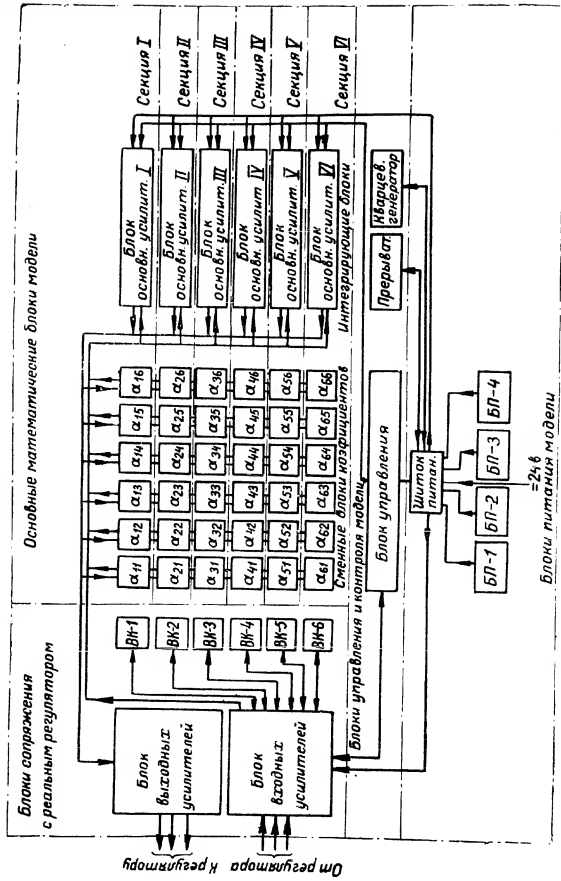 Блоки сопряжения
с реальным регулятором
Основные математические блоки модели
Секция I
Секция II
Секция III
Секция IV
Секция V
Секция VI
К регулятору
От регулятора
Блок
выходных
усилителей
Блок
входных
усилителей
ВК-1
ВК-2
ВК-3
ВК-4
ВК-5
ВК-6
α11 α12 α13 α14 α15 α16
α21 α22 α23 α24 α25 α26
α31 α32 α33 α34 α35 α36
α41 α42 α43 α44 α45 α46
α51 α52 α53 α54 α55 α56
α61 α62 α63 α64 α65 α66
Сменные блоки коэфициентов
Блок
основн. усилит. I
Блок
основн. усилит. II
Блок
основн. усилит. III
Блок
основн. усилит. IV
Блок
основн. усилит. V
Блок
основн. усилит. VI
Интегрирующие блоки
Блоки управления и контроля модели
Блок управления
Прерыват.
Кварцев.
генератор
Щиток
питан.
БП-1
БП-2
БП-3
БП-4
=24в
Блоки питания модели